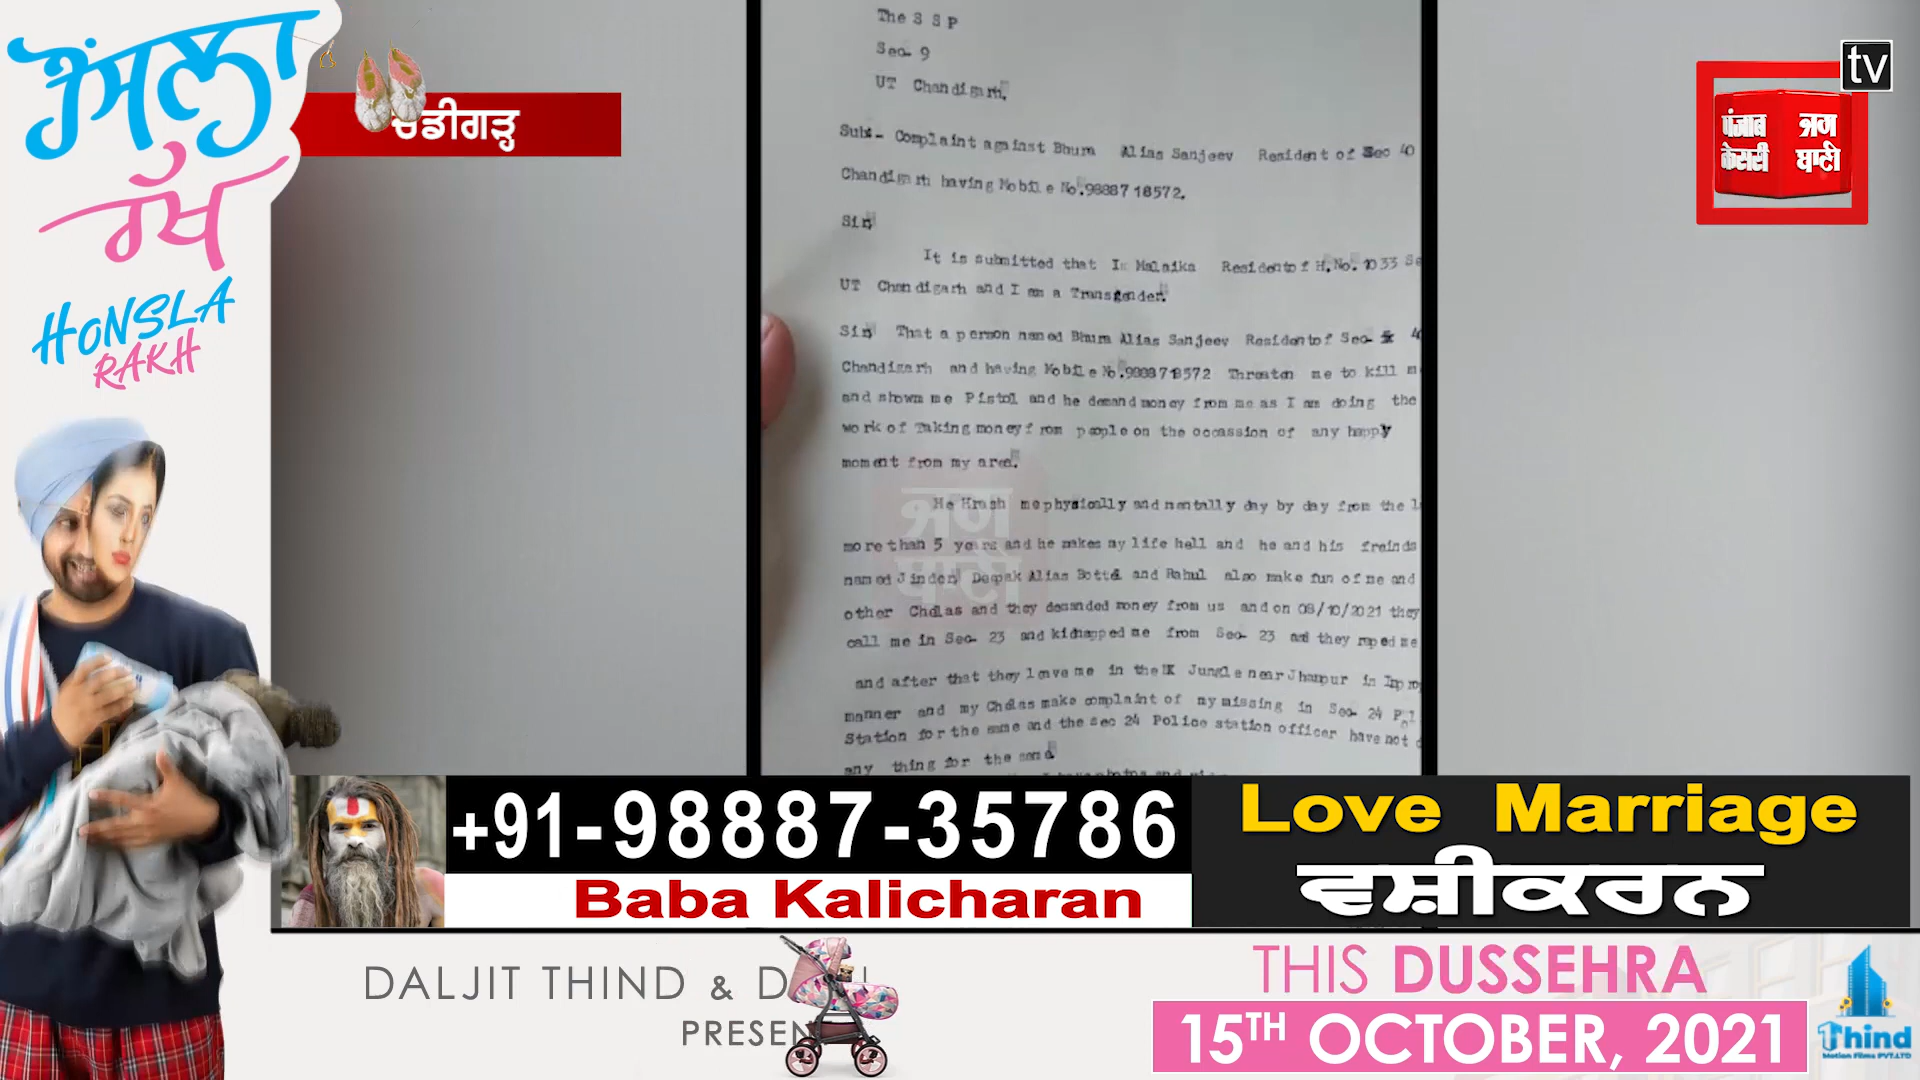 ਹੌਂਸਲਾ
ਰੱਖ
HONSLA
RAKH
ਚੰਡੀਗੜ੍ਹ
tv
पंजाब
केसरी
ਜਗ
ਬਾਣੀ
The S S P
Sec- 9
UT Chandigarh.
Sub:- Complaint against Bhura Alias Sanjeev Resident of Sec 40
Chandigarh having Mobile No.9888718572.
Sir,
It is submitted that I Malaika Resident of H.No. 1033
UT Chandigarh and I am a Transgender.
Sir, That a person named Bhura Alias Sanjeev Resident of Sec- 40
Chandigarh and having Mobile No.9888718572 Threaten me to kill
and shown me Pistol and he demand money from me as I am doing the
work of Taking money from people on the occassion of any happy
moment from my area.
He Krash me physically and mentally day by day from the
more than 5 years and he makes my life hell and he and his freinds
named Jinder, Deepak Alias Botta and Rahul also make fun of me and
other Chelas and they demanded money from us and on 08/10/2021 they
call me in Sec- 23 and kidnapped me from Sec- 23 and they raped me
and after that they leave me in the Jungle near Jhampur in
manner and my Chelas make complaint of my missing in Sec- 24
Station for the same and the sec 24 Police station officer have not
any thing for the same.
ਜਗ
ਬਾਣੀ
+91-98887-35786
Baba Kalicharan
Love Marriage
ਵਸ਼ੀਕਰਨ
DALJIT THIND &
THIS DUSSEHRA
15TH OCTOBER, 2021
Thind
Motion Films PVT.LTD